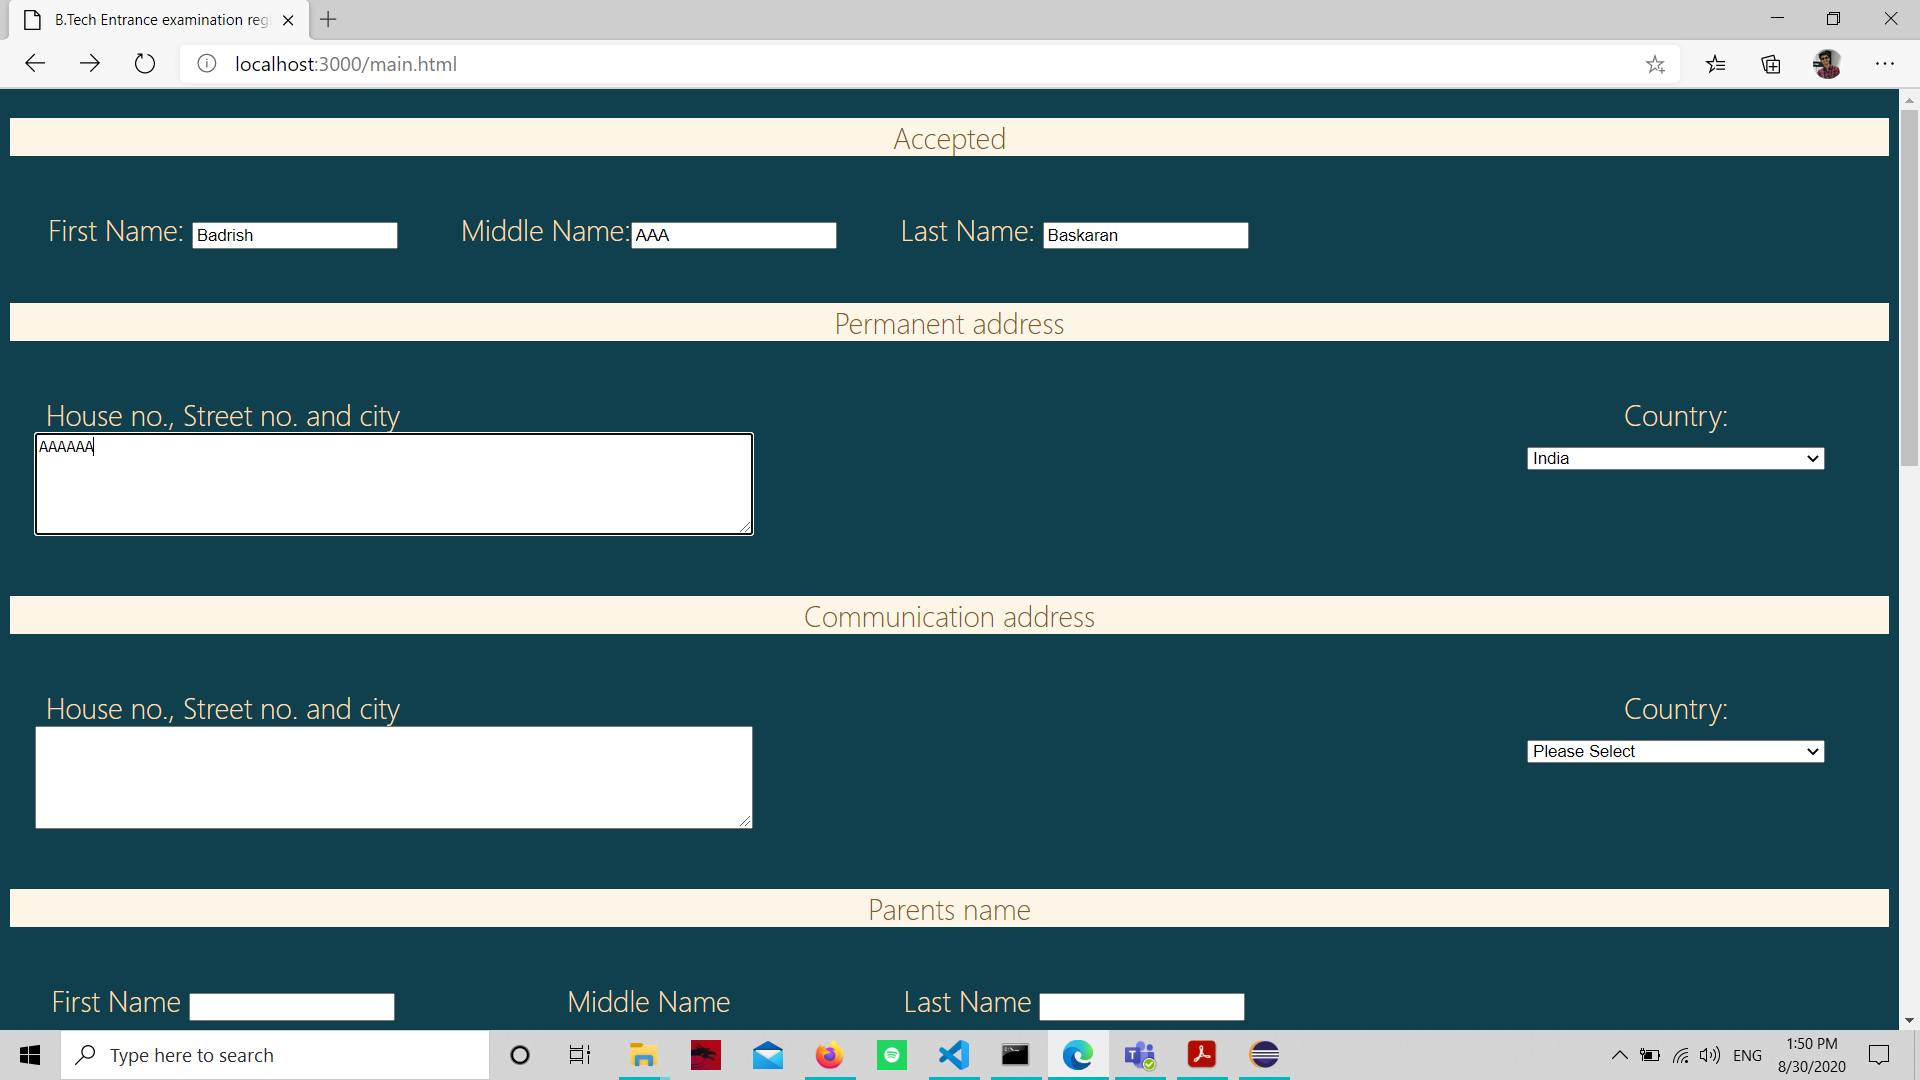 B.Tech Entrance examination reg
localhost:3000/main.html
Accepted
First Name: Badrish Middle Name: AAA Last Name: Baskaran
Permanent address
House no., Street no. and city Country:
AAAAAA
India
Communication address
House no., Street no. and city Country:
Please Select
Parents name
First Name Middle Name Last Name
Type here to search
ENG
1:50 PM
8/30/2020